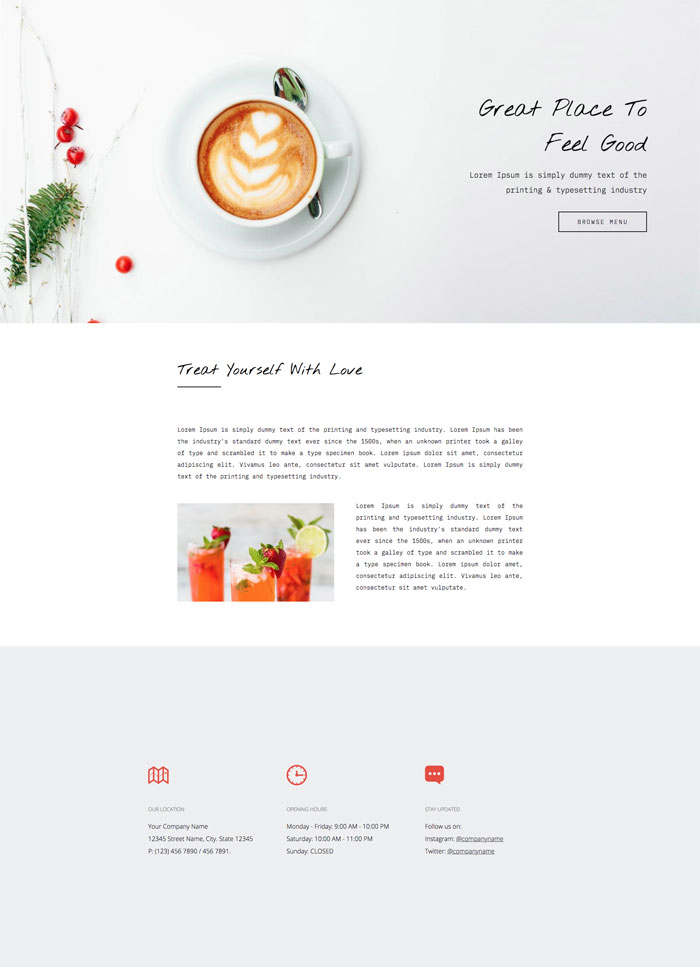 Great Place To
Feel Good
Lorem Ipsum is simply dummy text of the
printing & typesetting industry
BROWSE MENU
Treat Yourself With Love
Lorem Ipsum is simply dummy text of the printing and typesetting industry. Lorem Ipsum has been
the industry's standard dummy text ever since the 1500s, when an unknown printer took a galley
of type and scrambled it to make a type specimen book. Lorem ipsum dolor sit amet, consectetur
adipiscing elit. Vivamus leo ante, consectetur sit amet vulputate. Lorem Ipsum is simply dummy
text of the printing and typesetting industry.
Lorem Ipsum is simply dummy text of the
printing and typesetting industry. Lorem Ipsum
has been the industry's standard dummy text
ever since the 1500s, when an unknown printer
took a galley of type and scrambled it to make
a type specimen book. Lorem ipsum dolor amet,
consectetur adipiscing elit. Vivamus leo ante,
consectetur sit amet vulputate.
OUR LOCATION
Your Company Name
12345 Street Name, City. State 12345
P: (123) 456 7890 / 456 7891.
OPENING HOURS
Monday - Friday: 9:00 AM - 10:00 PM
Saturday: 10:00 AM - 11:00 PM
Sunday: CLOSED
STAY UPDATED
Follow us on:
Instagram: @companyname
Twitter: @companyname